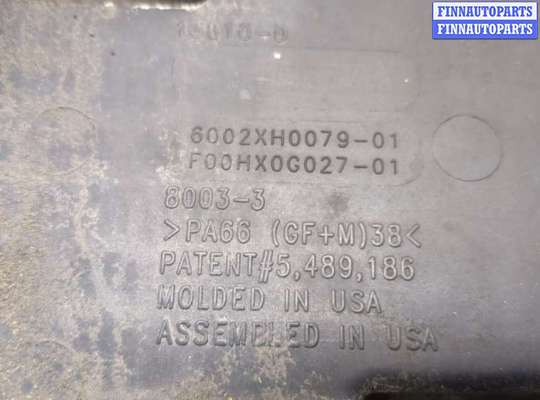 FINNAUTOPARTS
FINNAUTOPARTS
6002XH0079-01
F00HX0G027-01
8003-3
>PA66 (GF+M)38<
PATENT#5,489,186
MOLDED IN USA
ASSEMBLED IN USA